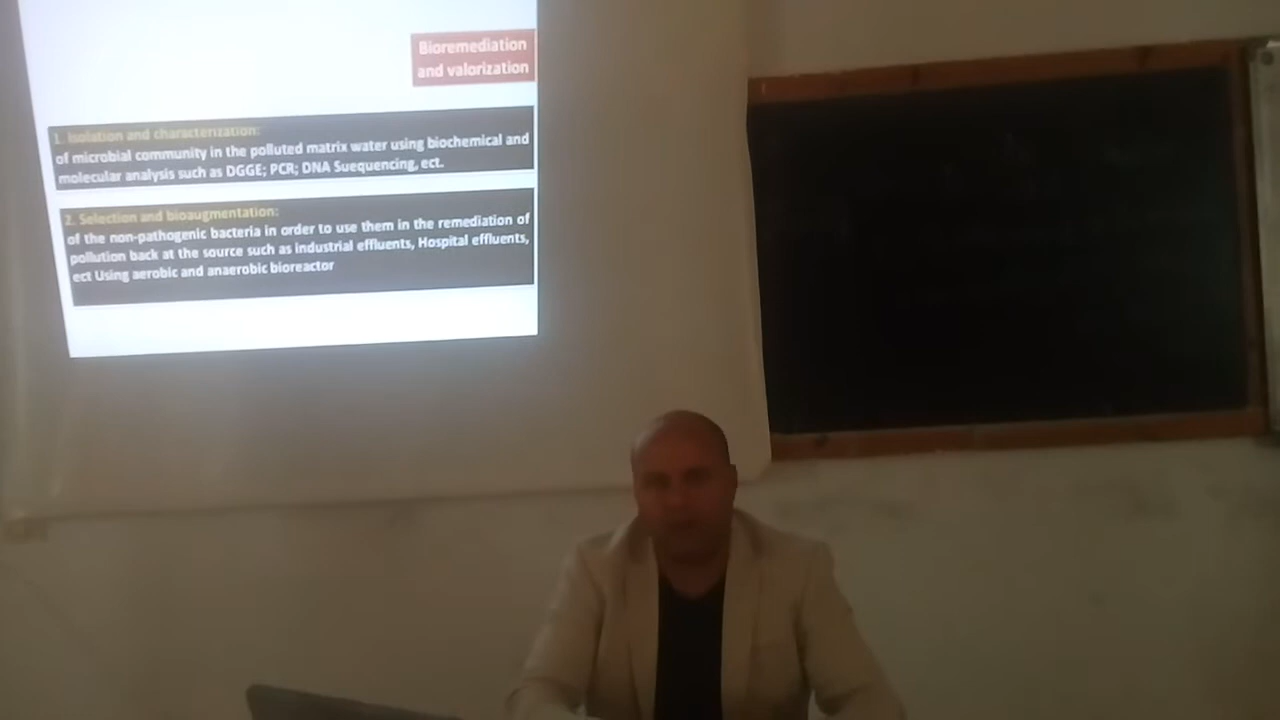 Bioremediation
and valorization
1. Isolation and characterization:
of microbial community in the polluted matrix water using biochemical and
molecular analysis such as DGGE; PCR; DNA Suequencing, ect.
2. Selection and bioaugmentation:
of the non-pathogenic bacteria in order to use them in the remediation of
pollution back at the source such as industrial effluents, Hospital effluents,
ect Using aerobic and anaerobic bioreactor